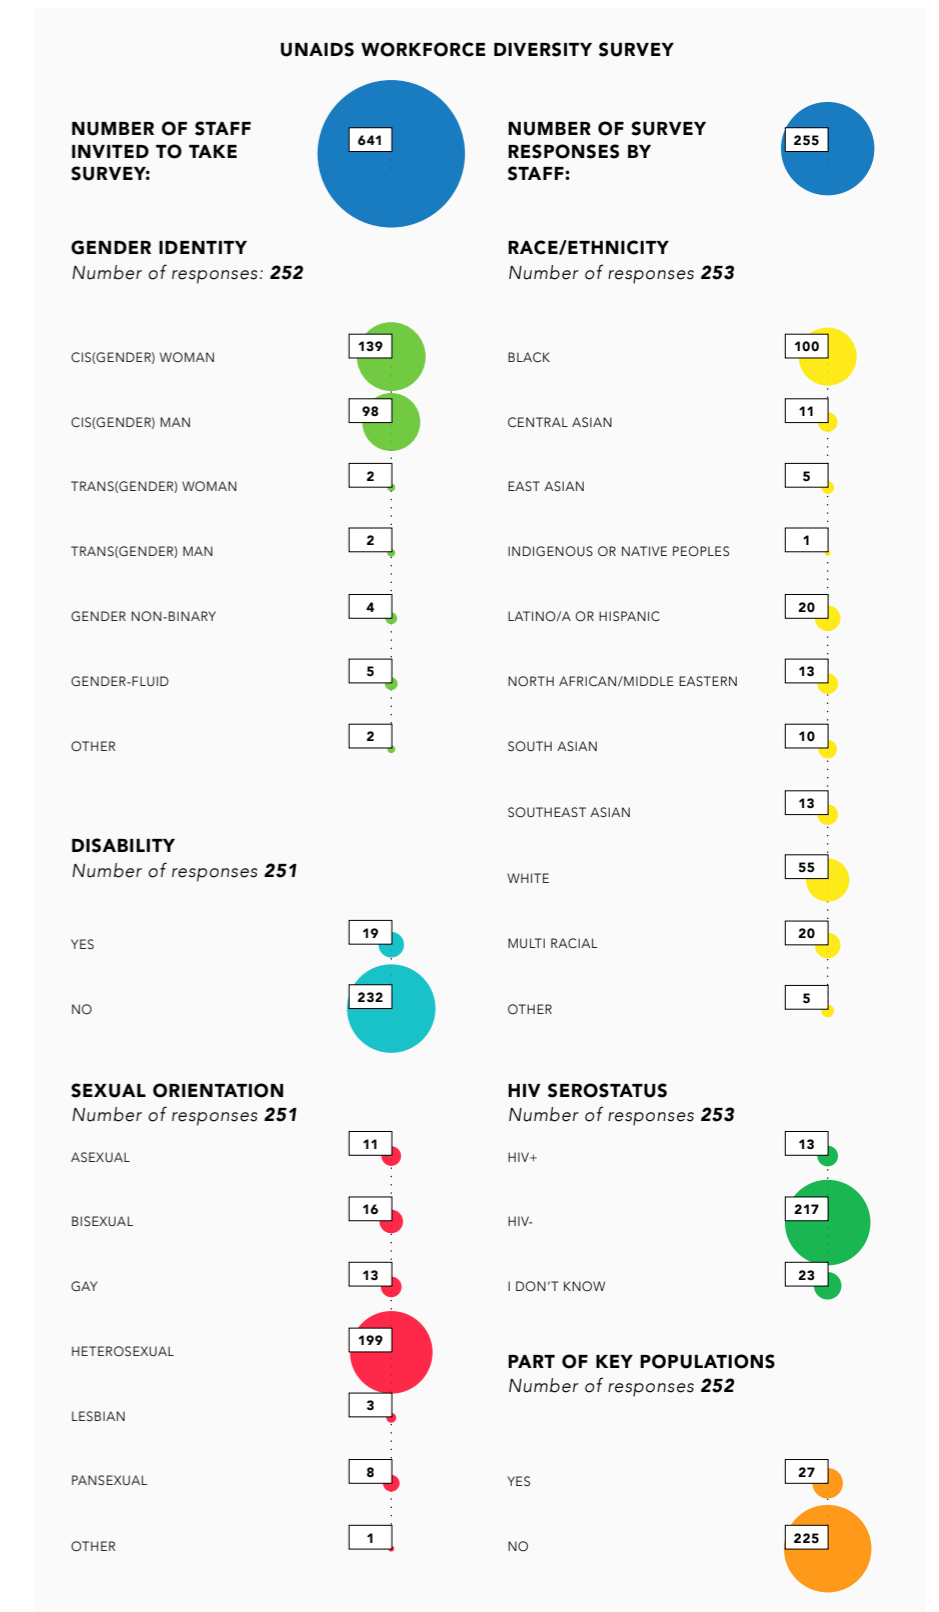 UNAIDS WORKFORCE DIVERSITY SURVEY
NUMBER OF STAFF
INVITED TO TAKE
SURVEY:
641
NUMBER OF SURVEY
RESPONSES BY
STAFF:
255
GENDER IDENTITY
Number of responses: 252
CIS(GENDER) WOMAN 139
CIS(GENDER) MAN 98
TRANS(GENDER) WOMAN 2
TRANS(GENDER) MAN 2
GENDER NON-BINARY 4
GENDER-FLUID 5
OTHER 2
RACE/ETHNICITY
Number of responses 253
BLACK 100
CENTRAL ASIAN 11
EAST ASIAN 5
INDIGENOUS OR NATIVE PEOPLES 1
LATINO/A OR HISPANIC 20
NORTH AFRICAN/MIDDLE EASTERN 13
SOUTH ASIAN 10
SOUTHEAST ASIAN 13
WHITE 55
MULTI RACIAL 20
OTHER 5
DISABILITY
Number of responses 251
YES 19
NO 232
SEXUAL ORIENTATION
Number of responses 251
ASEXUAL 11
BISEXUAL 16
GAY 13
HETEROSEXUAL 199
LESBIAN 3
PANSEXUAL 8
OTHER 1
HIV SEROSTATUS
Number of responses 253
HIV+ 13
HIV- 217
I DON'T KNOW 23
PART OF KEY POPULATIONS
Number of responses 252
YES 27
NO 225